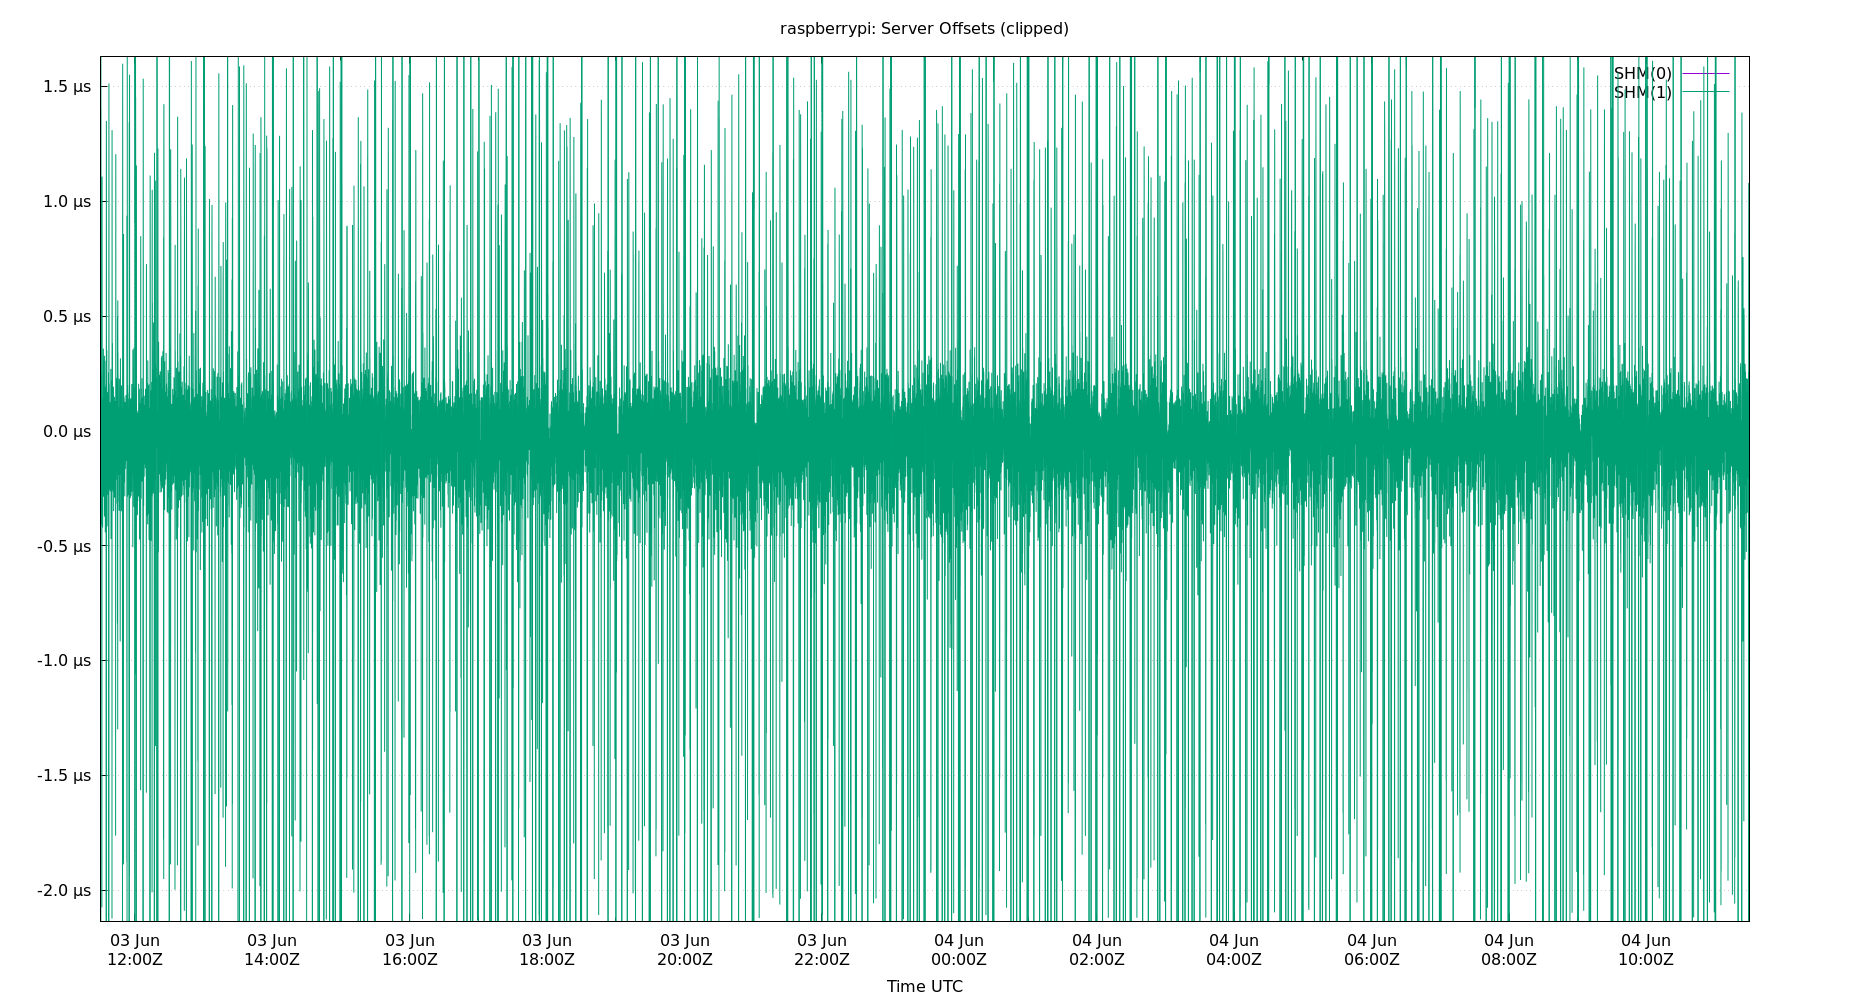 raspberrypi: Server Offsets (clipped)
SHM(0)
SHM(1)
1.5 µs
1.0 µs
0.5 µs
0.0 µs
-0.5 µs
-1.0 µs
-1.5 µs
-2.0 µs
03 Jun 03 Jun 03 Jun 03 Jun 03 Jun 03 Jun 04 Jun 04 Jun 04 Jun 04 Jun 04 Jun 04 Jun
12:00Z 14:00Z 16:00Z 18:00Z 20:00Z 22:00Z 00:00Z 02:00Z 04:00Z 06:00Z 08:00Z 10:00Z
Time UTC